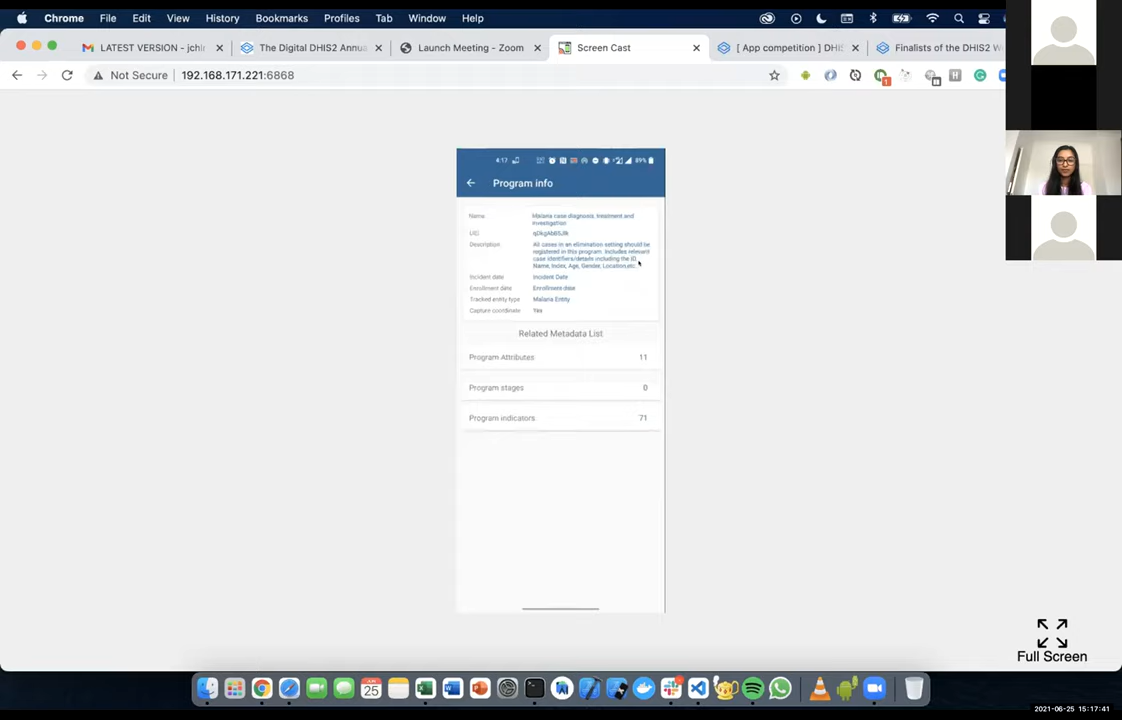 Chrome File Edit View History Bookmarks Profiles Tab Window Help
LATEST VERSION - jchir
The Digital DHIS2 Annua
Launch Meeting - Zoom
Screen Cast
[ App competition ] DHI
Finalists of the DHIS2 W
Not Secure 192.168.171.221:6868
4:17
89%
Program info
Name Malaria case diagnosis, treatment and
investigation
UID
Description All cases in an elimination setting should be
registered in this program. Includes relevant
case identifiers/details including the ID,
Name, Index, Age, Gender, Location,etc.
Incident date Incident Date
Enrollment date Enrollment date
Tracked entity type Malaria Entity
Capture coordinate Yes
Related Metadata List
Program Attributes 11
Program stages 0
Program indicators 71
Full Screen
25
2021-06-25 15:17:41